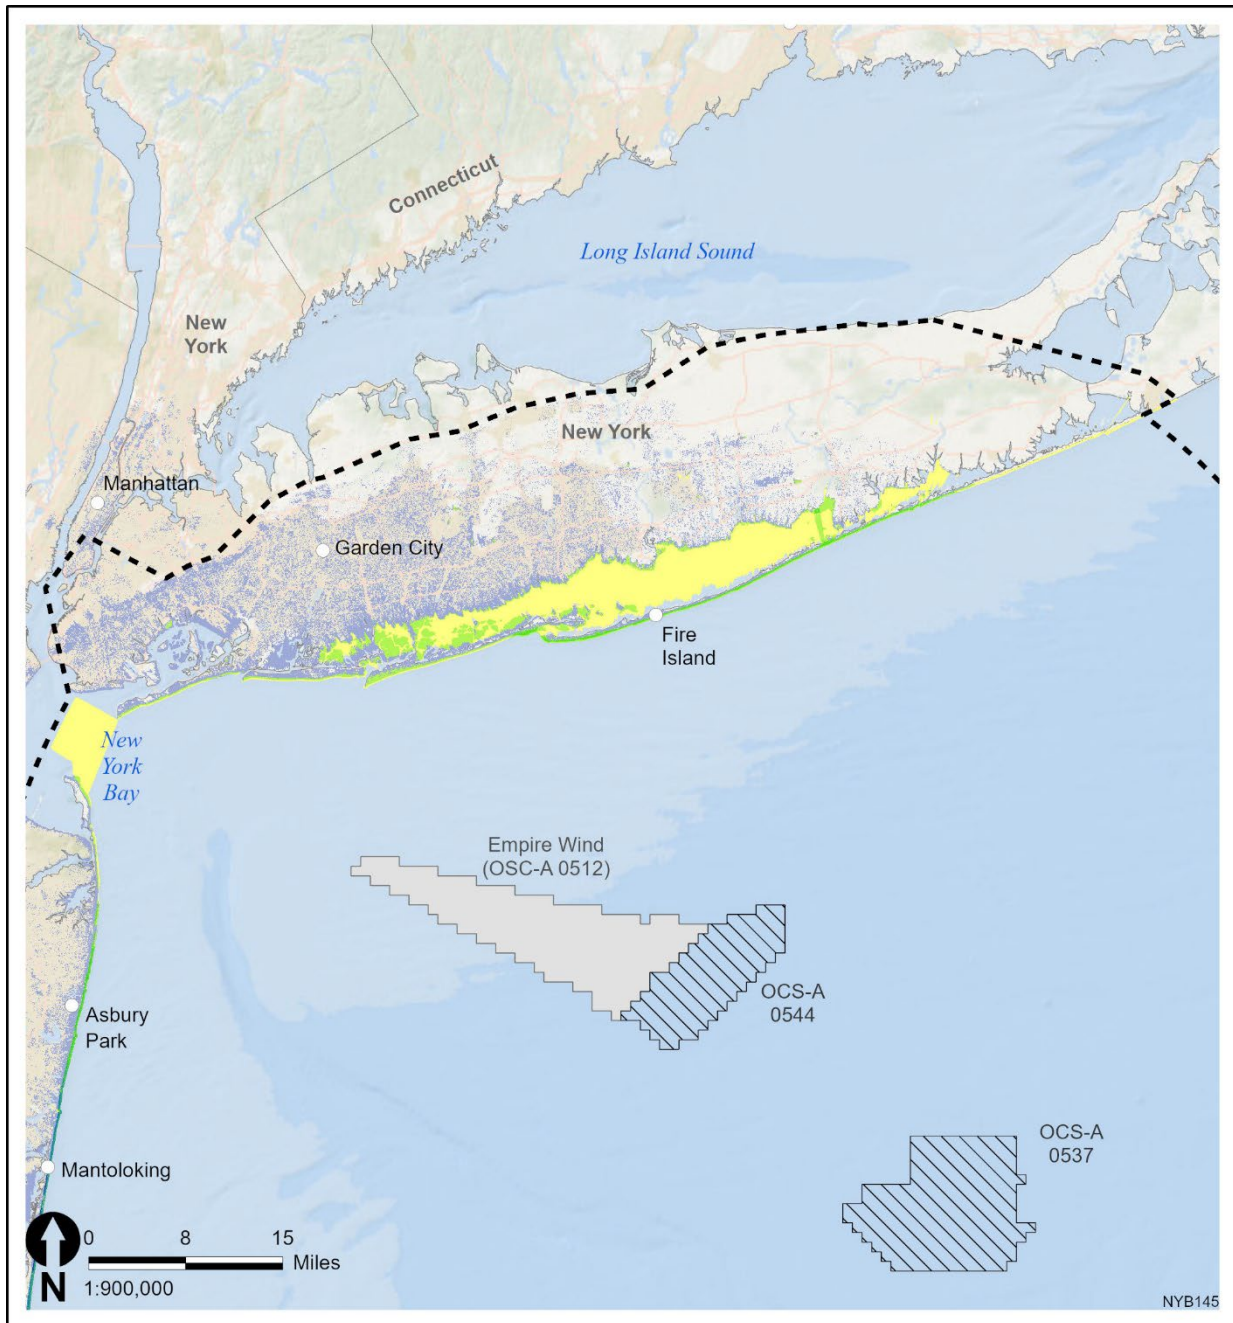 Connecticut
Long Island Sound
New
York
New York
Manhattan
Garden City
Fire
Island
New
York
Bay
Empire Wind
(OSC-A 0512)
OCS-A
0544
Asbury
Park
OCS-A
0537
Mantoloking
0 8 15
Miles
N
1:900,000
NYB145